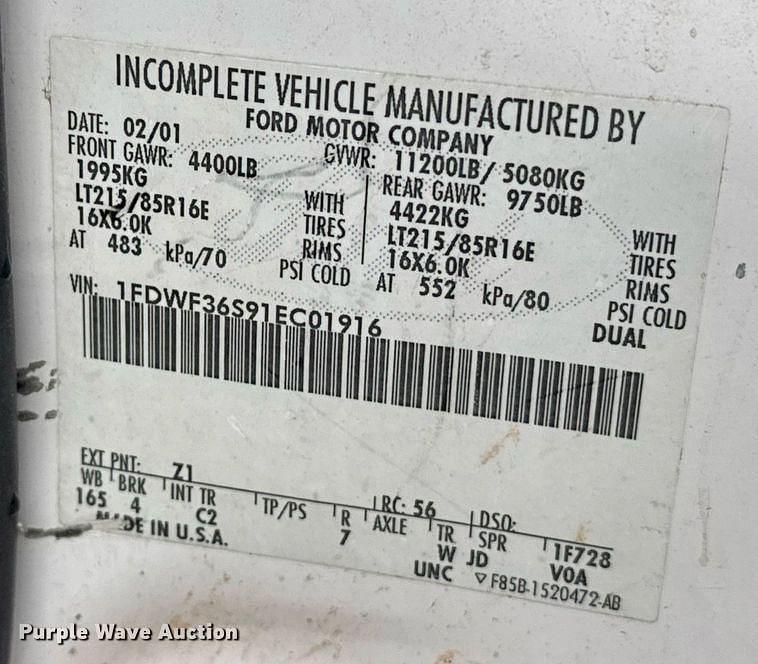 INCOMPLETE VEHICLE MANUFACTURED BY
FORD MOTOR COMPANY
DATE: 02/01 GVWR: 11200LB/ 5080KG
FRONT GAWR: 4400LB REAR GAWR: 9750LB
1995KG WITH 4422KG WITH
LT215/85R16E TIRES LT215/85R16E TIRES
16X6.0K RIMS 16X6.0K RIMS
AT 483 kPa/70 PSI COLD AT 552 kPa/80 PSI COLD
DUAL
VIN: 1FDWF36S91EC01916
EXT PNT: Z1 RC: 56 DSO:
WB BRK INT TR TP/PS R AXLE TR SPR 1F728
165 4 C2 7 W JD VOA
MADE IN U.S.A. UNC ▽F85B-1520472-AB
Purple Wave Auction